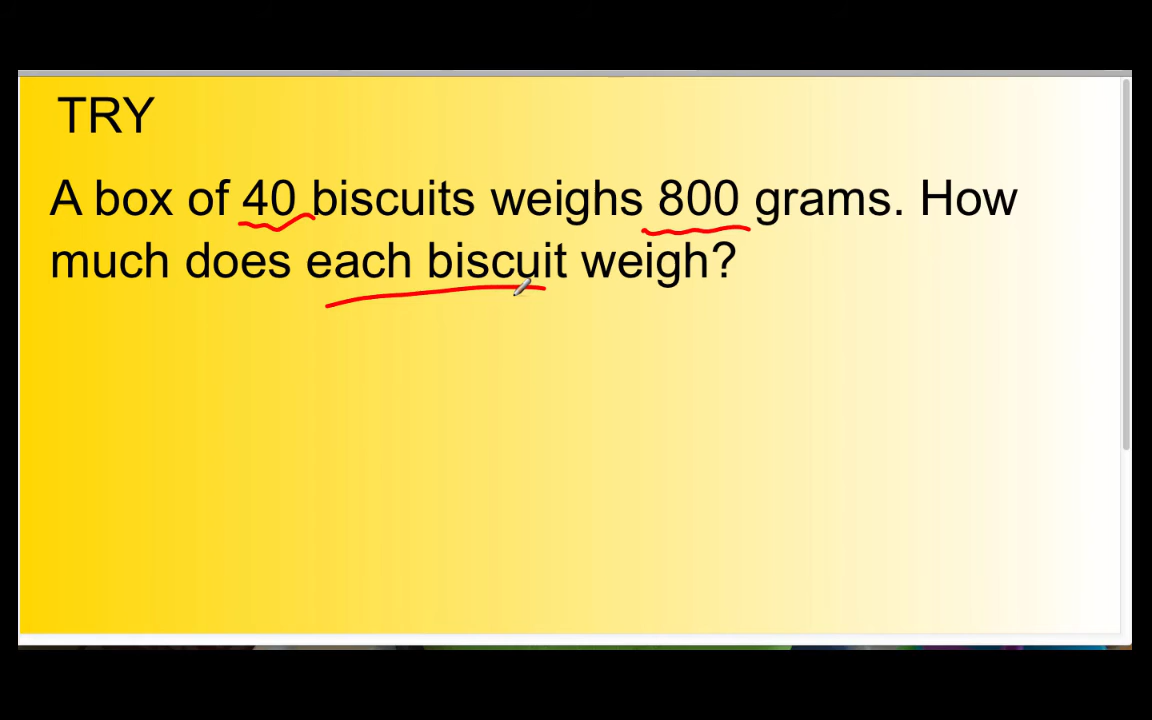 TRY
A box of 40 biscuits weighs 800 grams. How
much does each biscuit weigh?